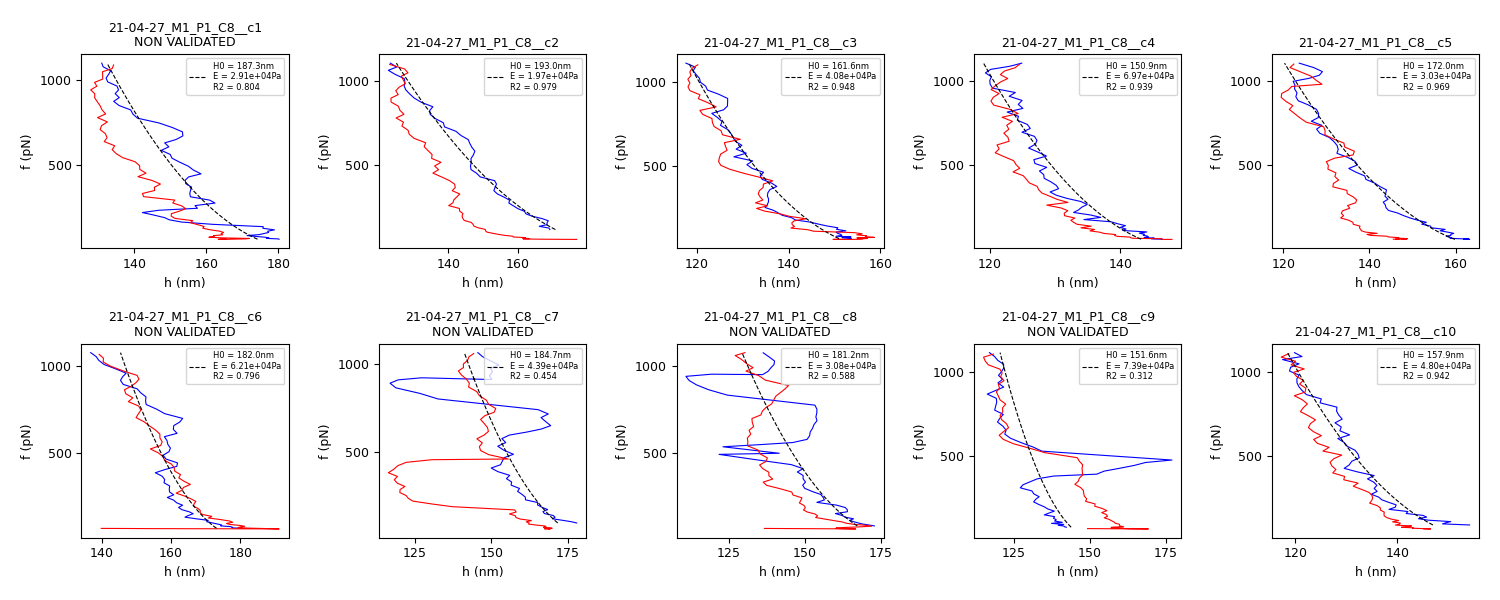 21-04-27_M1_P1_C8__c1
NON VALIDATED
H0 = 187.3nm
E = 2.91e+04Pa
R2 = 0.804
1000
500
f (pN)
140 160 180
h (nm)
21-04-27_M1_P1_C8__c2
H0 = 193.0nm
E = 1.97e+04Pa
R2 = 0.979
1000
500
f (pN)
140 160
h (nm)
21-04-27_M1_P1_C8__c3
H0 = 161.6nm
E = 4.08e+04Pa
R2 = 0.948
1000
500
f (pN)
120 140 160
h (nm)
21-04-27_M1_P1_C8__c4
H0 = 150.9nm
E = 6.97e+04Pa
R2 = 0.939
1000
500
f (pN)
120 140
h (nm)
21-04-27_M1_P1_C8__c5
H0 = 172.0nm
E = 3.03e+04Pa
R2 = 0.969
1000
500
f (pN)
120 140 160
h (nm)
21-04-27_M1_P1_C8__c6
NON VALIDATED
H0 = 182.0nm
E = 6.21e+04Pa
R2 = 0.796
1000
500
f (pN)
140 160 180
h (nm)
21-04-27_M1_P1_C8__c7
NON VALIDATED
H0 = 184.7nm
E = 4.39e+04Pa
R2 = 0.454
1000
500
f (pN)
125 150 175
h (nm)
21-04-27_M1_P1_C8__c8
NON VALIDATED
H0 = 181.2nm
E = 3.08e+04Pa
R2 = 0.588
1000
500
f (pN)
125 150 175
h (nm)
21-04-27_M1_P1_C8__c9
NON VALIDATED
H0 = 151.6nm
E = 7.39e+04Pa
R2 = 0.312
1000
500
f (pN)
125 150 175
h (nm)
21-04-27_M1_P1_C8__c10
H0 = 157.9nm
E = 4.80e+04Pa
R2 = 0.942
1000
500
f (pN)
120 140
h (nm)